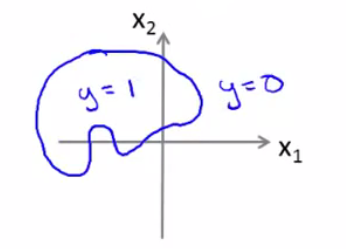 x₂
y = 1
y = 0
x₁